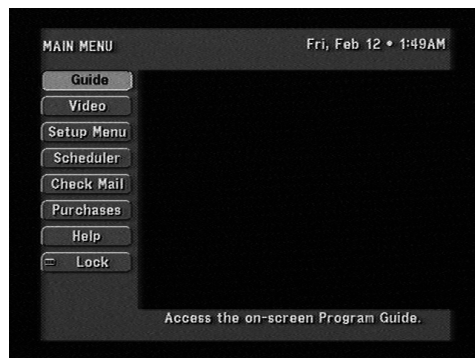 MAIN MENU
Fri, Feb 12 • 1:49AM
Guide
Video
Setup Menu
Scheduler
Check Mail
Purchases
Help
Lock
Access the on-screen Program Guide.